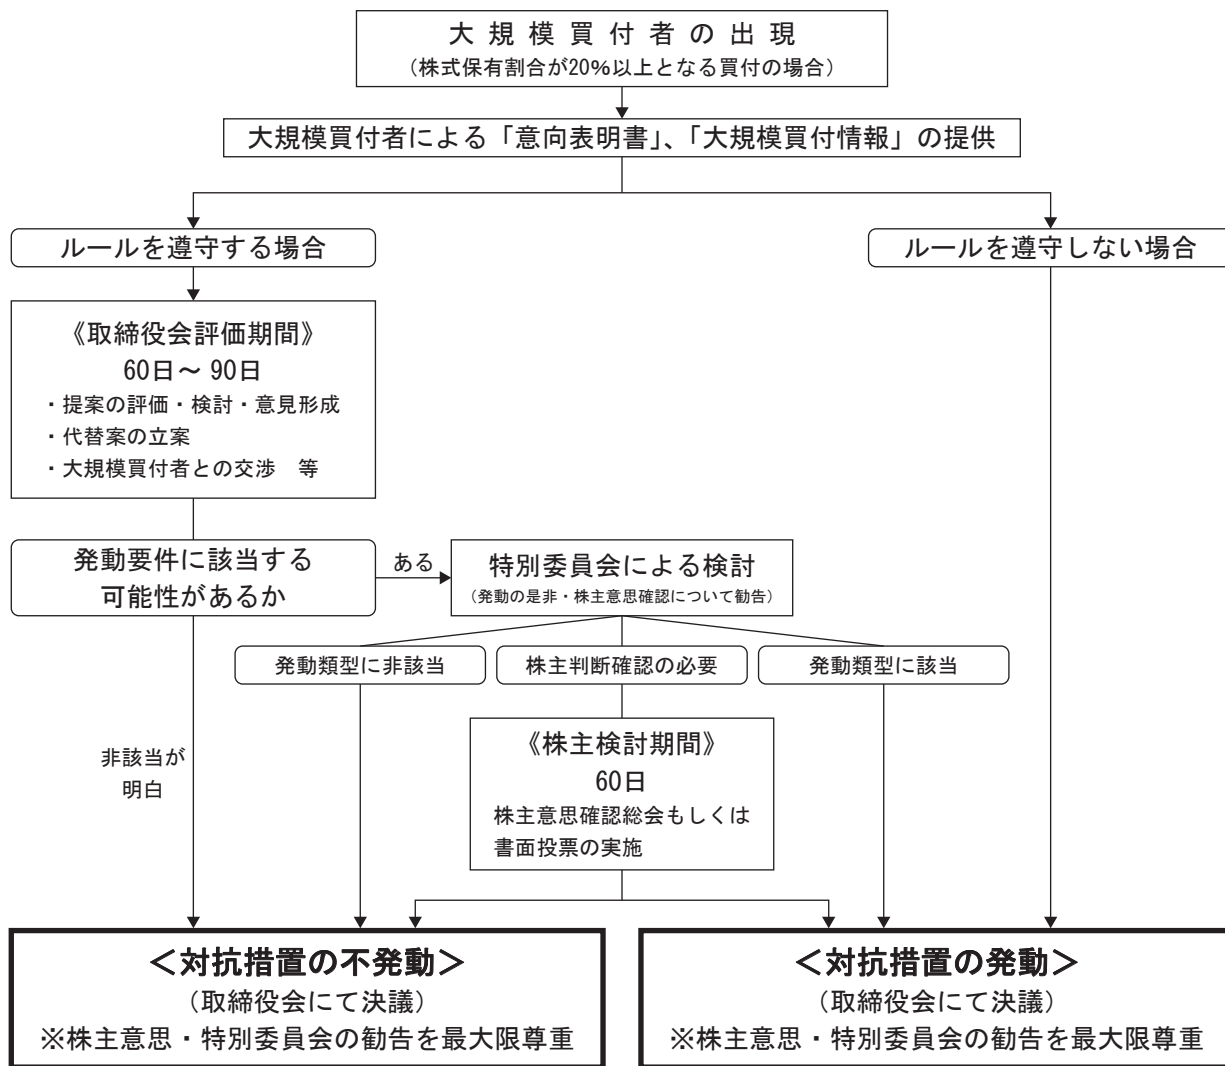 大規模買付者の出現
（株式保有割合が20％以上となる買付の場合）
大規模買付者による「意向表明書」、「大規模買付情報」の提供
ルールを遵守する場合
ルールを遵守しない場合
《取締役会評価期間》
60日～90日
・提案の評価・検討・意見形成
・代替案の立案
・大規模買付者との交渉　等
発動要件に該当する
可能性があるか
ある
特別委員会による検討
（発動の是非・株主意思確認について勧告）
発動類型に非該当
株主判断確認の必要
発動類型に該当
非該当が
明白
《株主検討期間》
60日
株主意思確認総会もしくは
書面投票の実施
＜対抗措置の不発動＞
（取締役会にて決議）
※株主意思・特別委員会の勧告を最大限尊重
＜対抗措置の発動＞
（取締役会にて決議）
※株主意思・特別委員会の勧告を最大限尊重